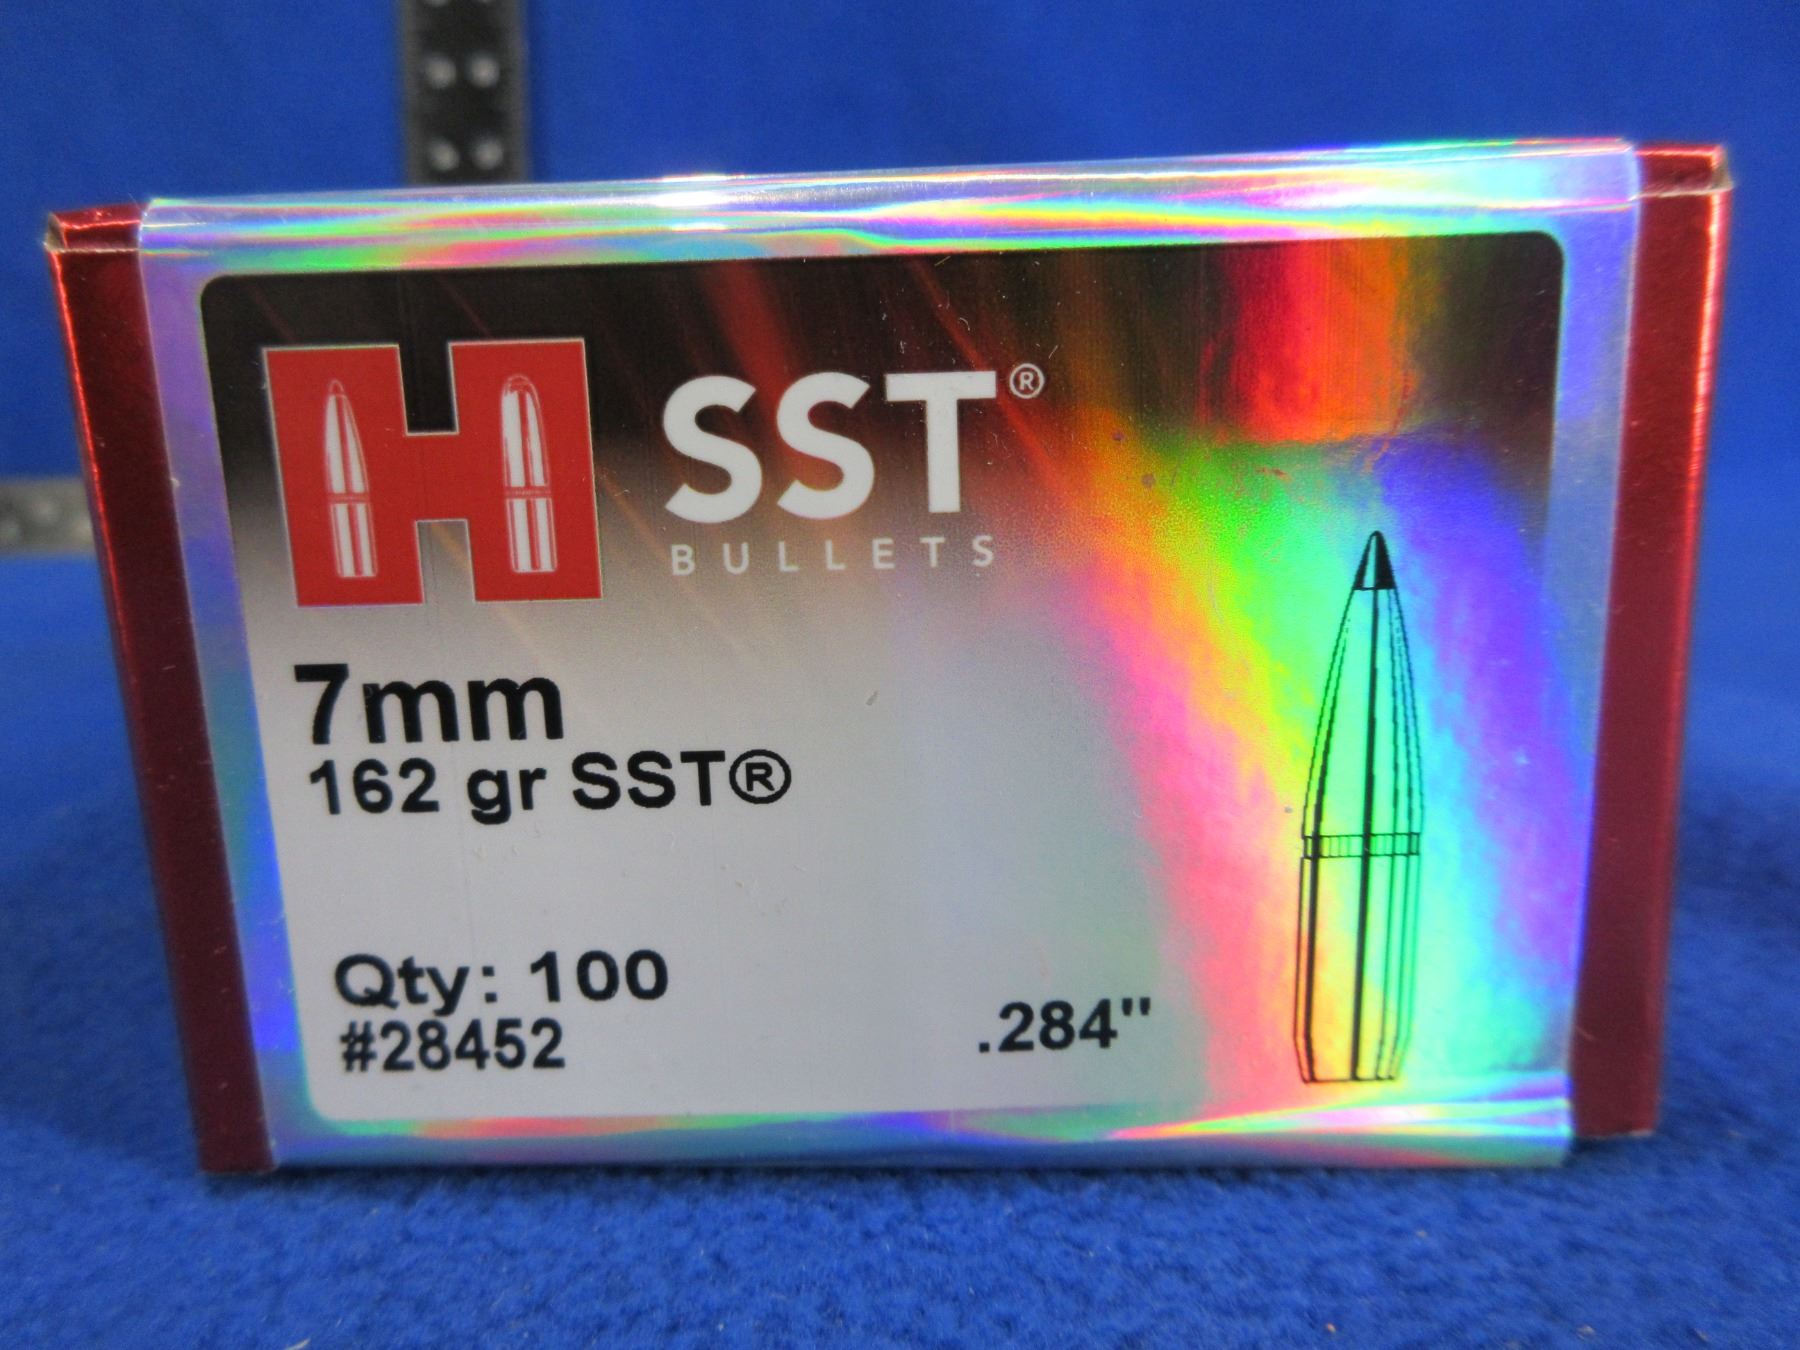 H SST®
BULLETS
7mm
162 gr SST®
Qty: 100
#28452
.284"